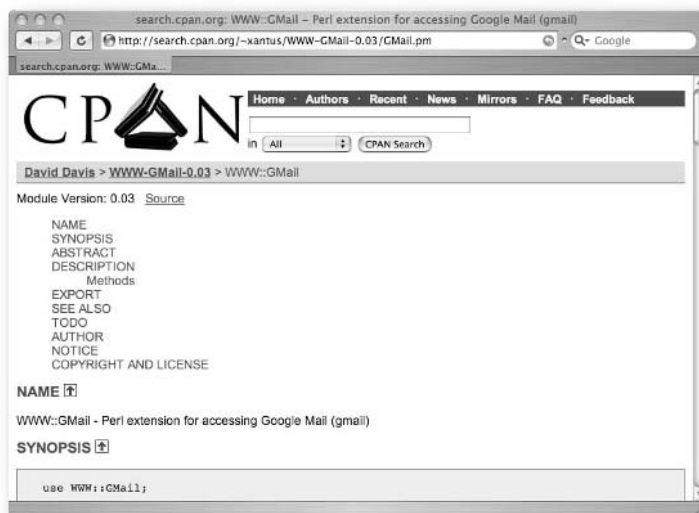 search.cpan.org: WWW::GMail – Perl extension for accessing Google Mail (gmail)
http://search.cpan.org/~xantus/WWW-GMail-0.03/GMail.pm
Google
search.cpan.org: WWW::GMa...
CPAN
Home · Authors · Recent · News · Mirrors · FAQ · Feedback
in All CPAN Search
David Davis > WWW-GMail-0.03 > WWW::GMail
Module Version: 0.03 Source
NAME
SYNOPSIS
ABSTRACT
DESCRIPTION
Methods
EXPORT
SEE ALSO
TODO
AUTHOR
NOTICE
COPYRIGHT AND LICENSE
NAME
WWW::GMail - Perl extension for accessing Google Mail (gmail)
SYNOPSIS
use WWW::GMail;